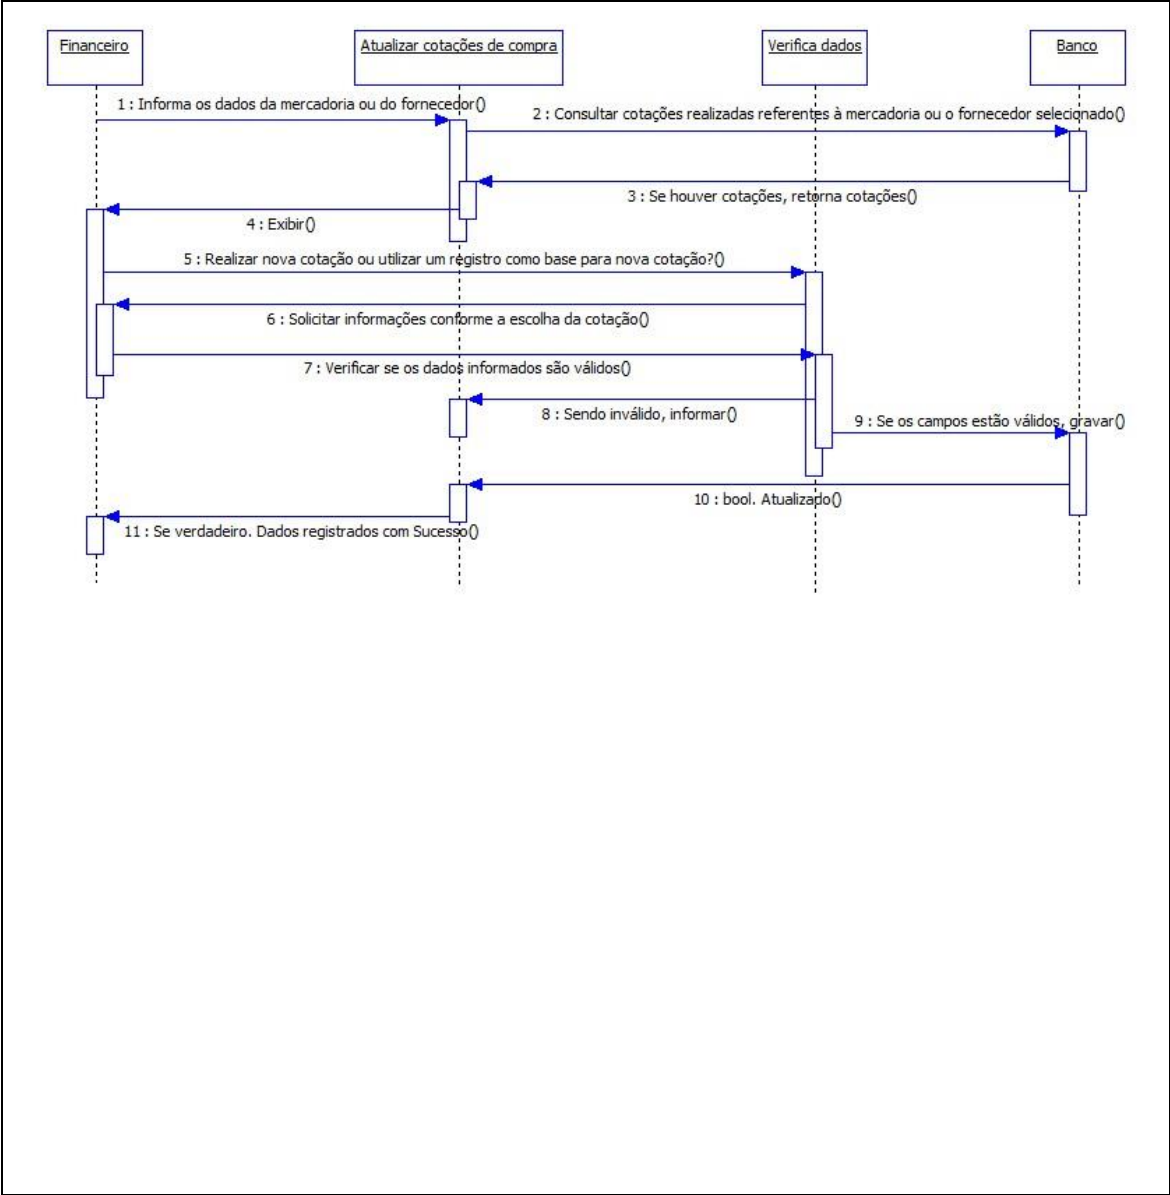 Financeiro
Atualizar cotações de compra
Verifica dados
Banco
1 : Informa os dados da mercadoria ou do fornecedor()
2 : Consultar cotações realizadas referentes à mercadoria ou o fornecedor selecionado()
3 : Se houver cotações, retorna cotações()
4 : Exibir()
5 : Realizar nova cotação ou utilizar um registro como base para nova cotação?()
6 : Solicitar informações conforme a escolha da cotação()
7 : Verificar se os dados informados são válidos()
8 : Sendo inválido, informar()
9 : Se os campos estão válidos, gravar()
10 : bool. Atualizado()
11 : Se verdadeiro. Dados registrados com Sucesso()